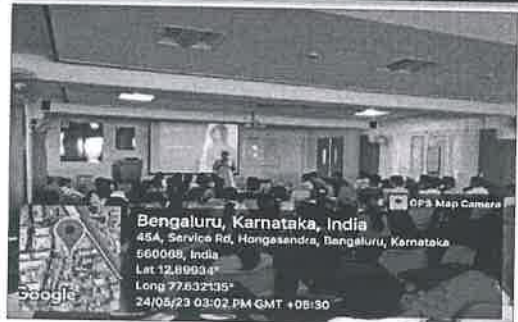 GPS Map Camera
Bengaluru, Karnataka, India
45A, Service Rd, Hongasandra, Bengaluru, Karnataka
560068, India
Lat 12.89934°
Long 77.632135°
24/05/23 03:02 PM GMT +05:30
Google